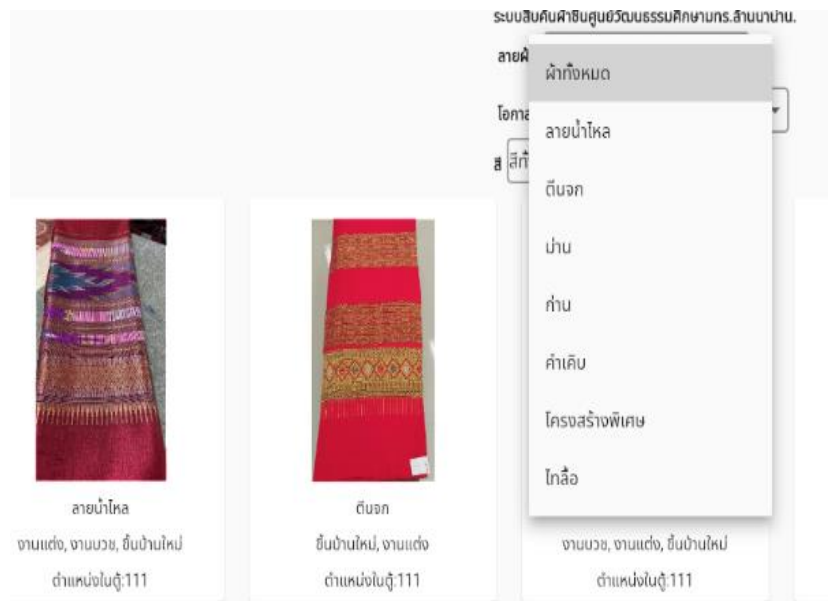 ระบบสืบค้นผ้าซิ่นศูนย์วัฒนธรรมศึกษามทร.ล้านนาน่าน.
ลายผ้
ผ้าทั้งหมด
โอกาส
ลายน้ำไหล
สี สีทั้
ตีนจก
ม่าน
ก่าน
คำเคิบ
โครงสร้างพิเศษ
ไทลื้อ
ลายน้ำไหล
งานแต่ง, งานบวช, ขึ้นบ้านใหม่
ตำแหน่งในตู้:111
ตีนจก
ขึ้นบ้านใหม่, งานแต่ง
ตำแหน่งในตู้:111
งานบวช, งานแต่ง, ขึ้นบ้านใหม่
ตำแหน่งในตู้:111